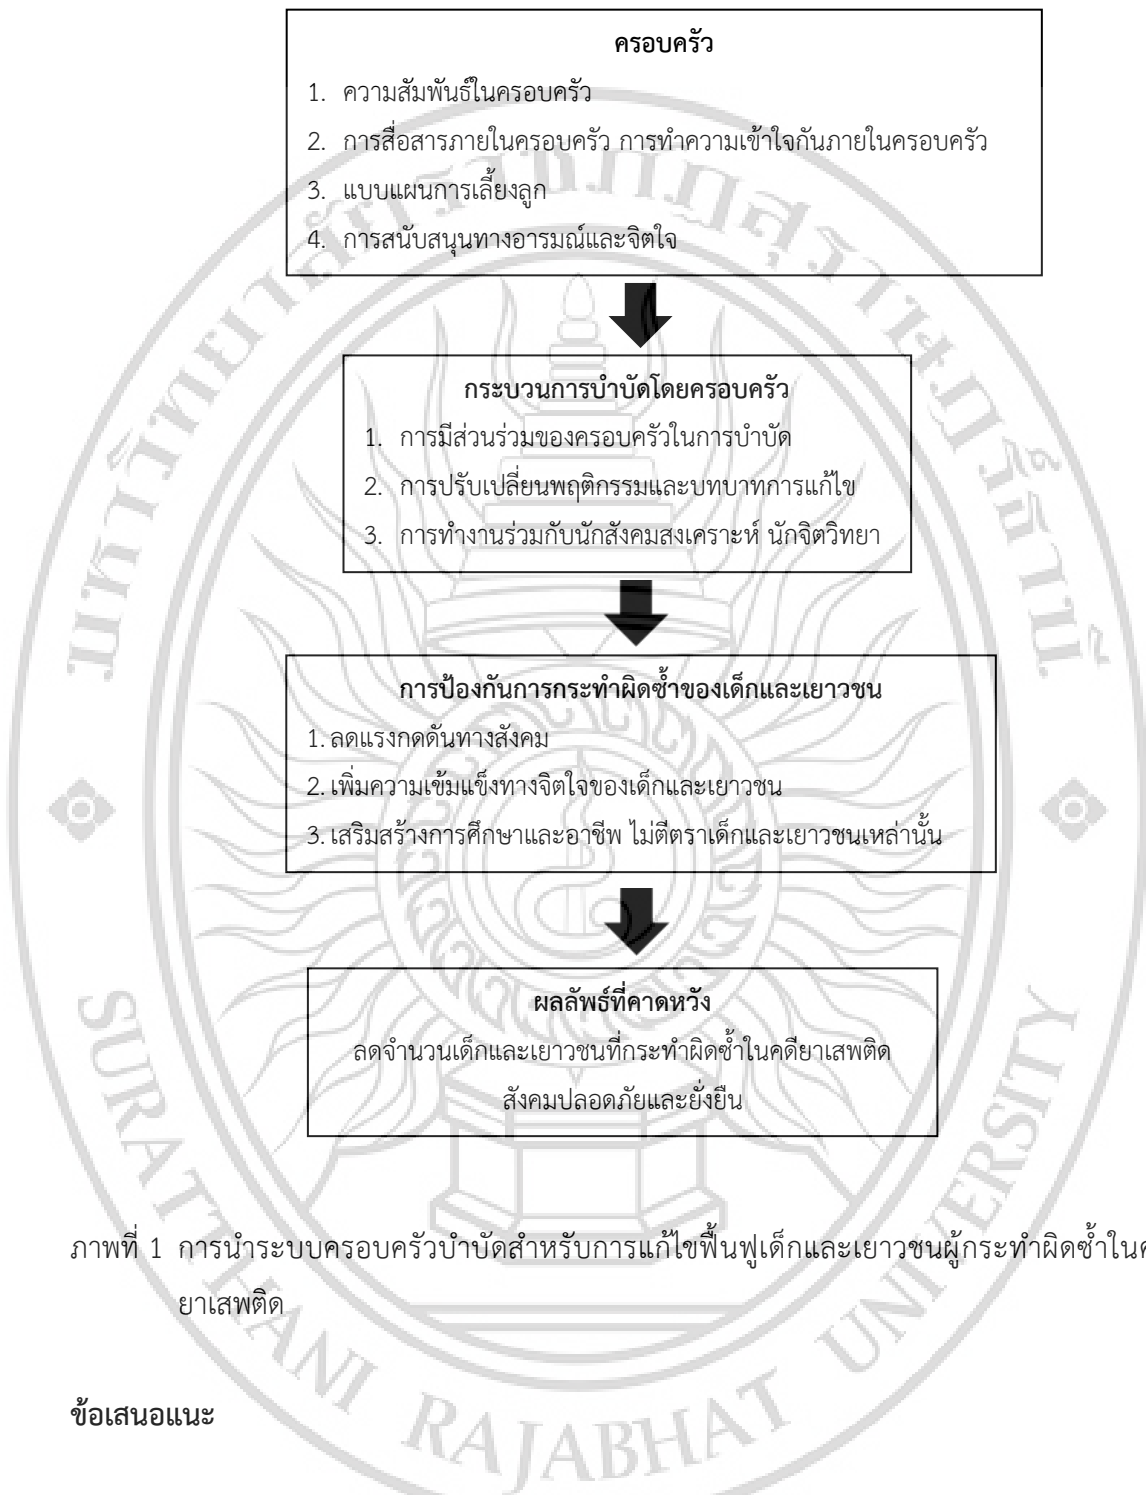 ครอบครัว
1. ความสัมพันธ์ในครอบครัว
2. การสื่อสารภายในครอบครัว การทำความเข้าใจกันภายในครอบครัว
3. แบบแผนการเลี้ยงลูก
4. การสนับสนุนทางอารมณ์และจิตใจ
กระบวนการบำบัดโดยครอบครัว
1. การมีส่วนร่วมของครอบครัวในการบำบัด
2. การปรับเปลี่ยนพฤติกรรมและบทบาทการแก้ไข
3. การทำงานร่วมกับนักสังคมสงเคราะห์ นักจิตวิทยา
การป้องกันการกระทำผิดซ้ำของเด็กและเยาวชน
1. ลดแรงกดดันทางสังคม
2. เพิ่มความเข้มแข็งทางจิตใจของเด็กและเยาวชน
3. เสริมสร้างการศึกษาและอาชีพ ไม่ตีตราเด็กและเยาวชนเหล่านั้น
ผลลัพธ์ที่คาดหวัง
ลดจำนวนเด็กและเยาวชนที่กระทำผิดซ้ำในคดียาเสพติด
สังคมปลอดภัยและยั่งยืน
ภาพที่ 1 การนำระบบครอบครัวบำบัดสำหรับการแก้ไขฟื้นฟูเด็กและเยาวชนผู้กระทำผิดซ้ำใน
ยาเสพติด
ข้อเสนอแนะ
มหาวิทยาลัยราชภัฏสุราษฎร์ธานี
SURATTHANI RAJABHAT UNIVERSITY